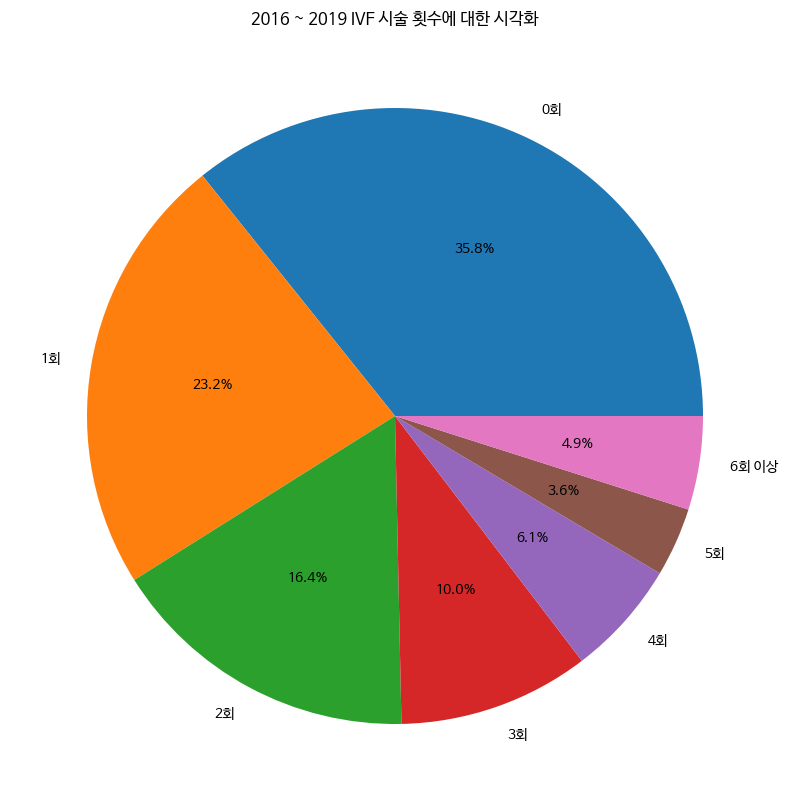 2016 ~ 2019 IVF 시술 횟수에 대한 시각화
0회
35.8%
1회
23.2%
2회
16.4%
3회
10.0%
4회
6.1%
5회
3.6%
6회 이상
4.9%